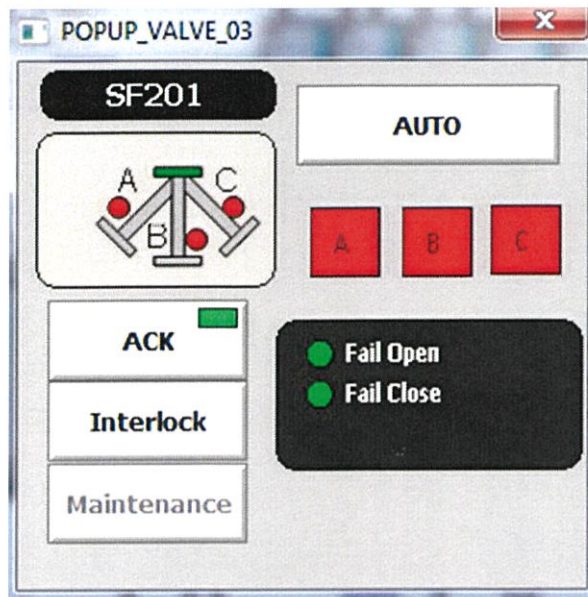 POPUP_VALVE_03
X
SF201
AUTO
A
C
B
A
B
C
ACK
Fail Open
Fail Close
Interlock
Maintenance